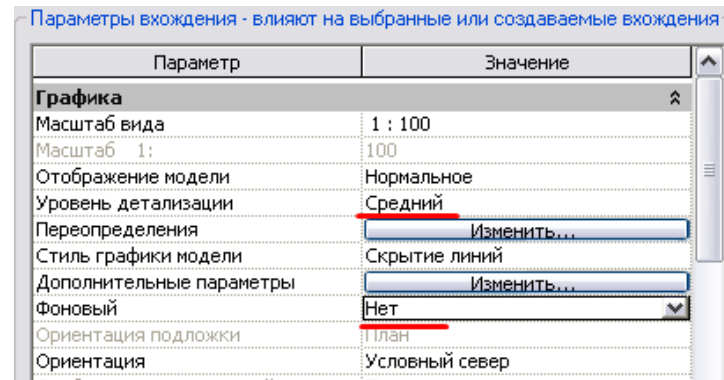 Параметры вхождения - влияют на выбранные или создаваемые вхождения
Параметр Значение
Графика
Масштаб вида 1 : 100
Масштаб 1: 100
Отображение модели Нормальное
Уровень детализации Средний
Переопределения Изменить...
Стиль графики модели Скрытие линий
Дополнительные параметры Изменить...
Фоновый Нет
Ориентация подложки План
Ориентация Условный север